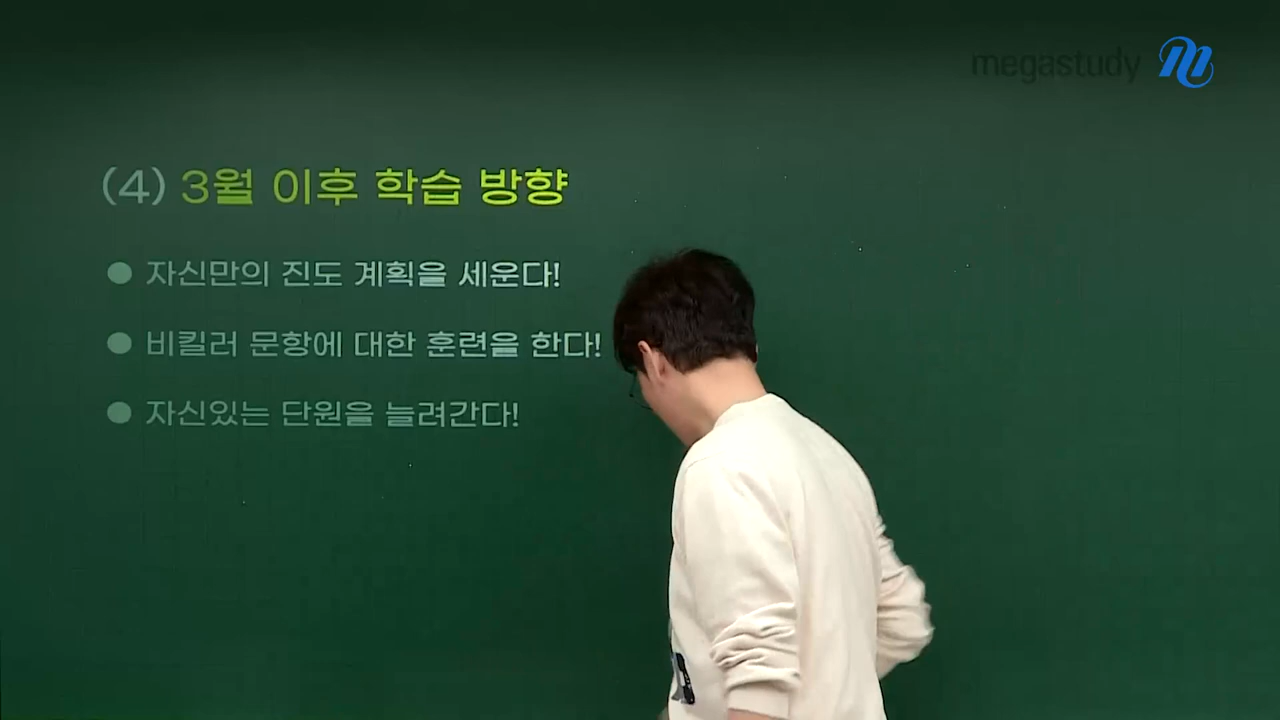 megastudy
(4) 3월 이후 학습 방향
● 자신만의 진도 계획을 세운다!
● 비킬러 문항에 대한 훈련을 한다!
● 자신있는 단원을 늘려간다!